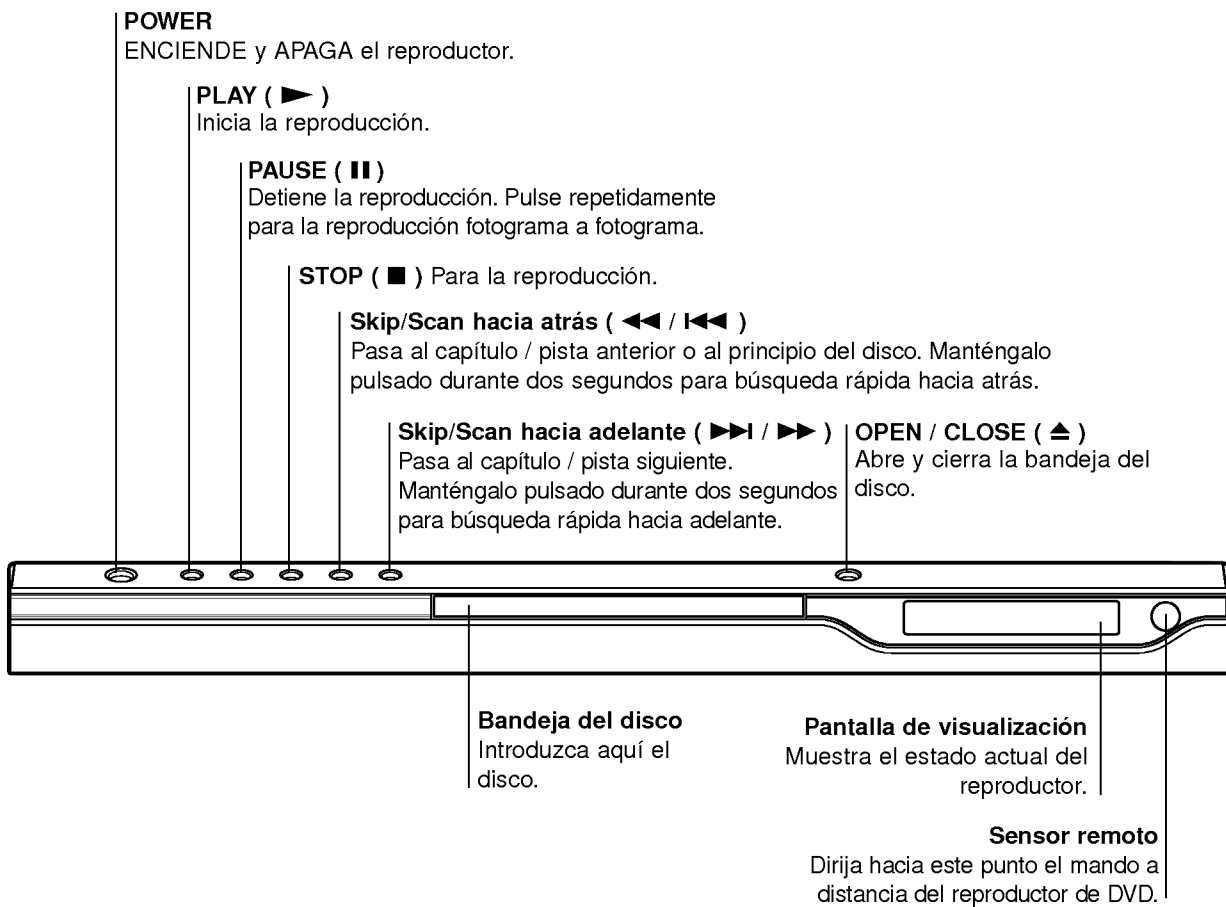 POWER
ENCIENDE y APAGA el reproductor.
PLAY ( ► )
Inicia la reproducción.
PAUSE ( ❚❚ )
Detiene la reproducción. Pulse repetidamente
para la reproducción fotograma a fotograma.
STOP ( ■ ) Para la reproducción.
Skip/Scan hacia atrás ( ◄◄ / I◄◄ )
Pasa al capítulo / pista anterior o al principio del disco. Manténgalo
pulsado durante dos segundos para búsqueda rápida hacia atrás.
Skip/Scan hacia adelante ( ►►I / ►► )
Pasa al capítulo / pista siguiente.
Manténgalo pulsado durante dos segundos
para búsqueda rápida hacia adelante.
OPEN / CLOSE ( ⏏ )
Abre y cierra la bandeja del
disco.
Bandeja del disco
Introduzca aquí el
disco.
Pantalla de visualización
Muestra el estado actual del
reproductor.
Sensor remoto
Dirija hacia este punto el mando a
distancia del reproductor de DVD.